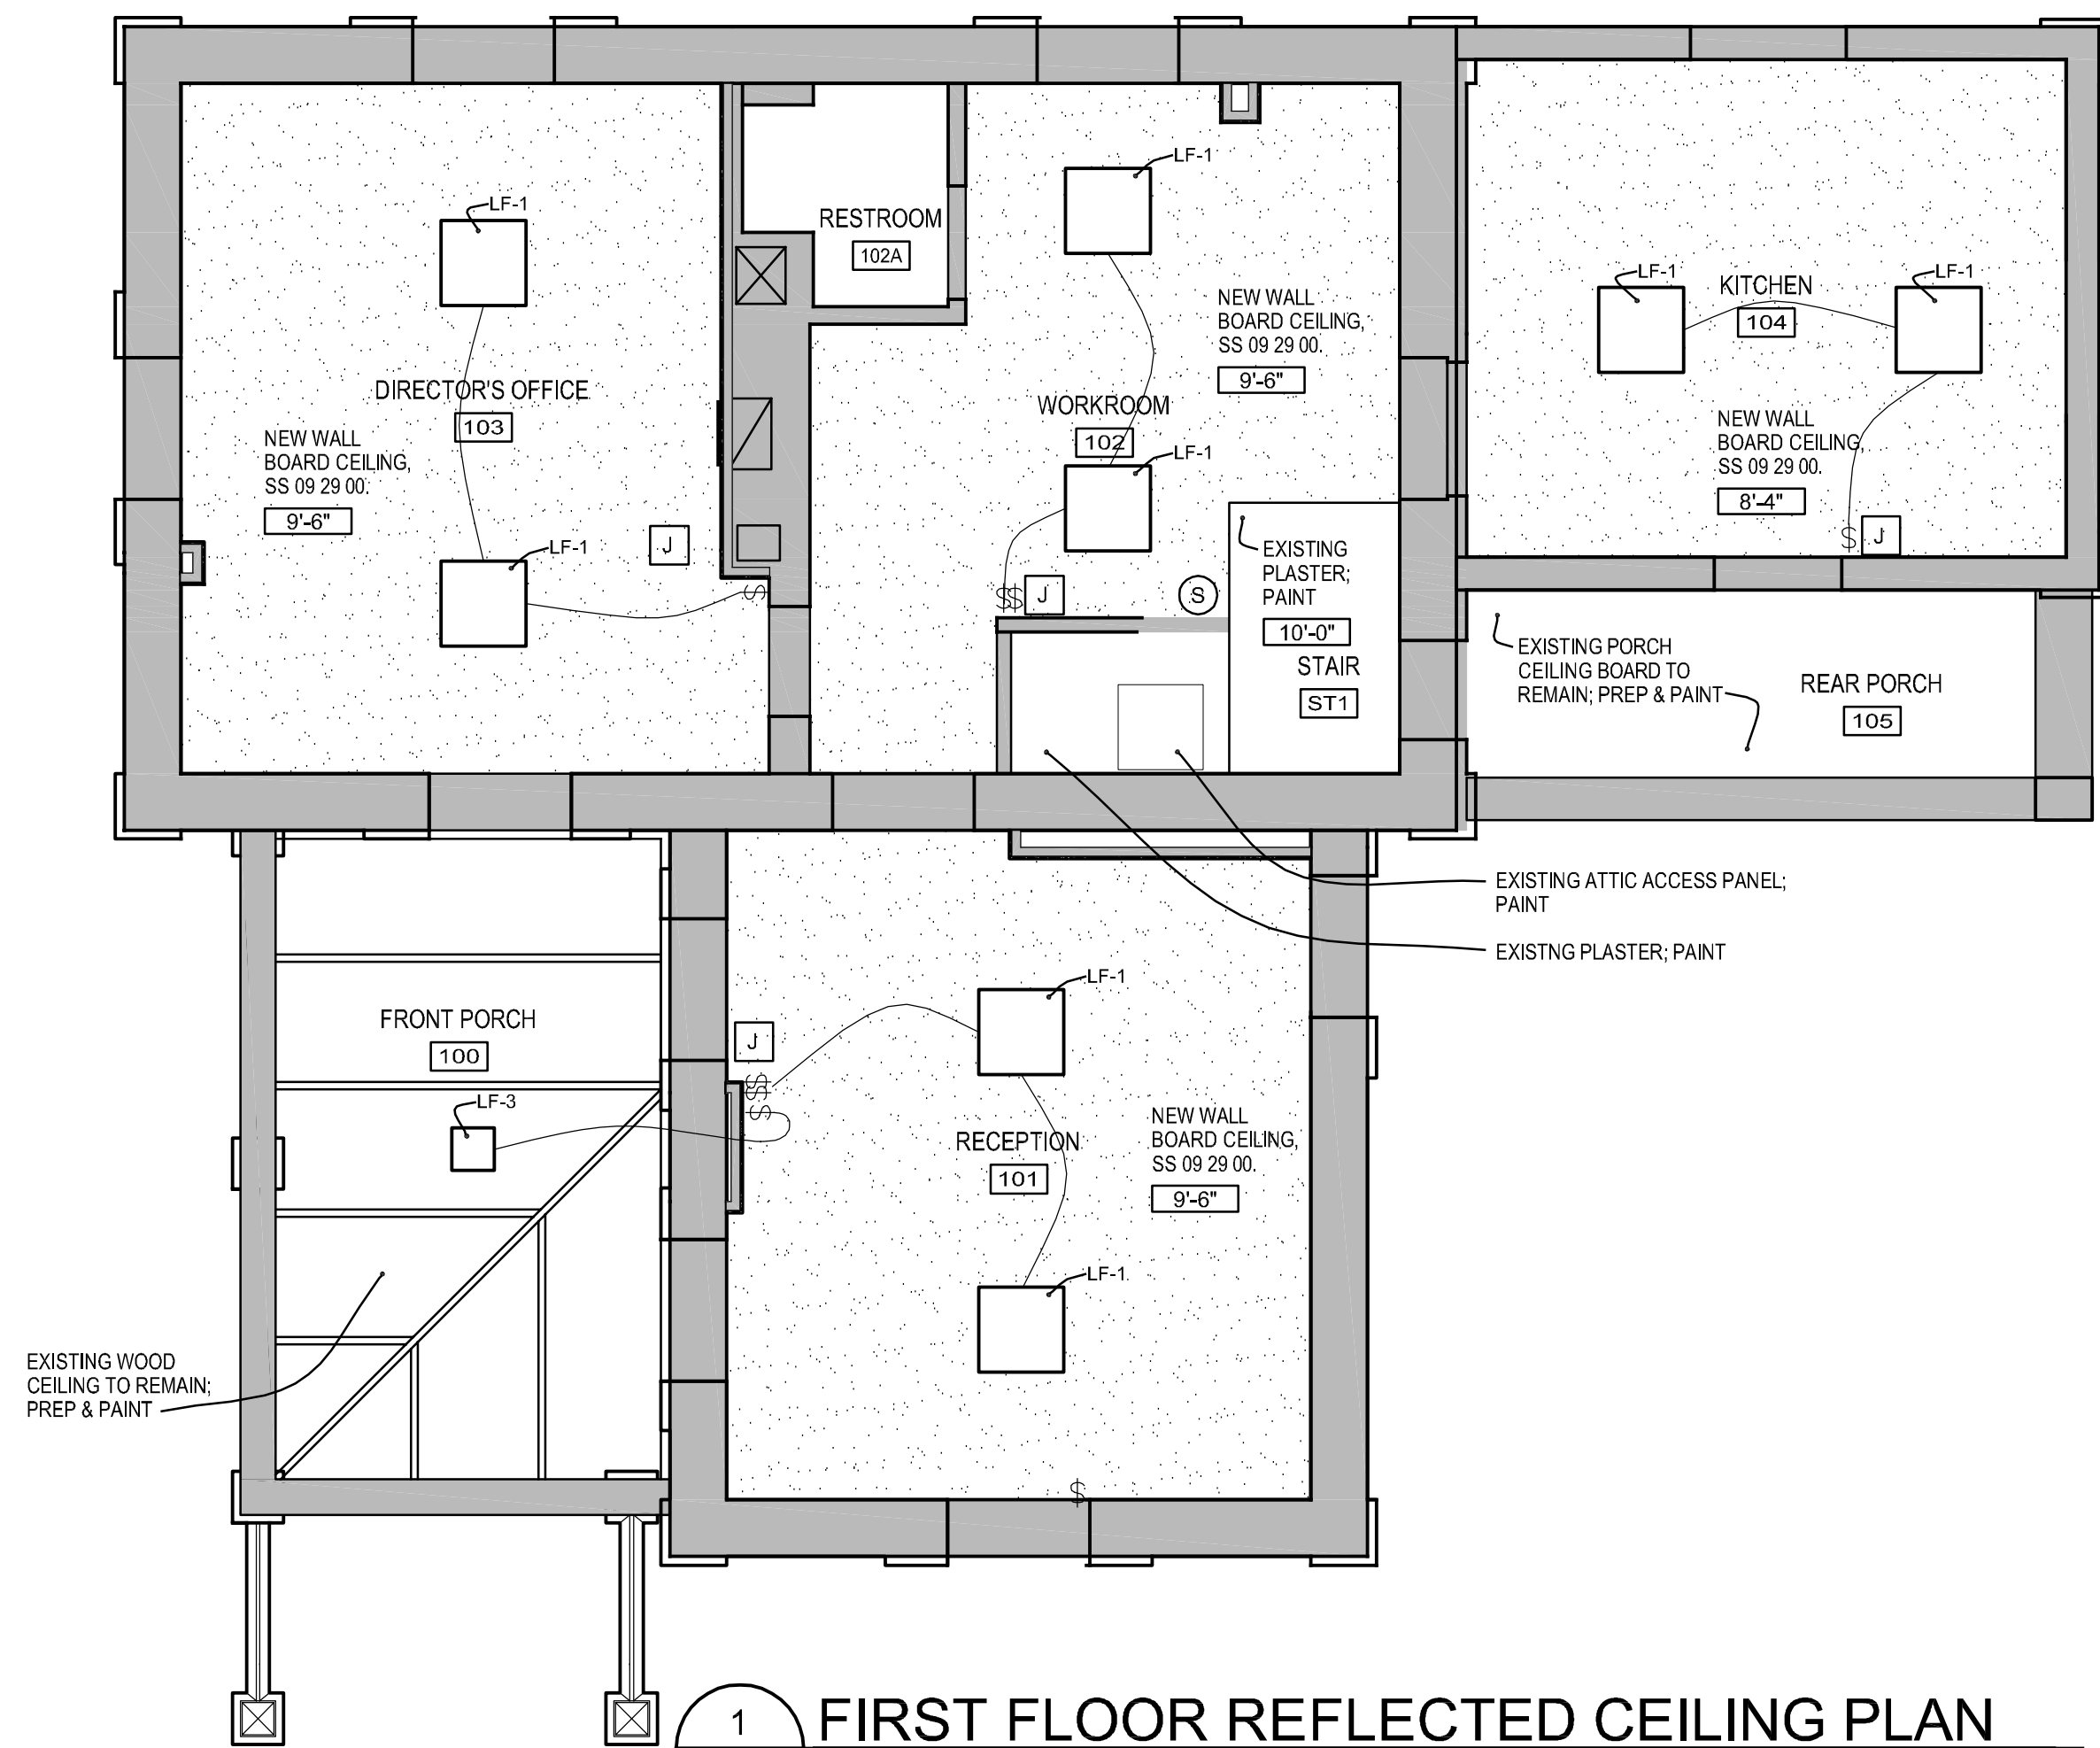 LF-1
RESTROOM
102A
LF-1
DIRECTOR'S OFFICE
103
NEW WALL
BOARD CEILING,
SS 09 29 00.
9'-6"
LF-1
J
$
LF-1
NEW WALL
BOARD CEILING,
SS 09 29 00.
9'-6"
WORKROOM
102
LF-1
$$
J
S
EXISTING
PLASTER;
PAINT
10'-0"
STAIR
ST1
LF-1
KITCHEN
104
LF-1
NEW WALL
BOARD CEILING,
SS 09 29 00.
8'-4"
$
J
EXISTING PORCH
CEILING BOARD TO
REMAIN; PREP & PAINT
REAR PORCH
105
EXISTING ATTIC ACCESS PANEL;
PAINT
EXISTNG PLASTER; PAINT
FRONT PORCH
100
LF-3
J
$$
$
LF-1
RECEPTION
101
NEW WALL
BOARD CEILING,
SS 09 29 00.
9'-6"
LF-1
$
EXISTING WOOD
CEILING TO REMAIN;
PREP & PAINT
1
FIRST FLOOR REFLECTED CEILING PLAN